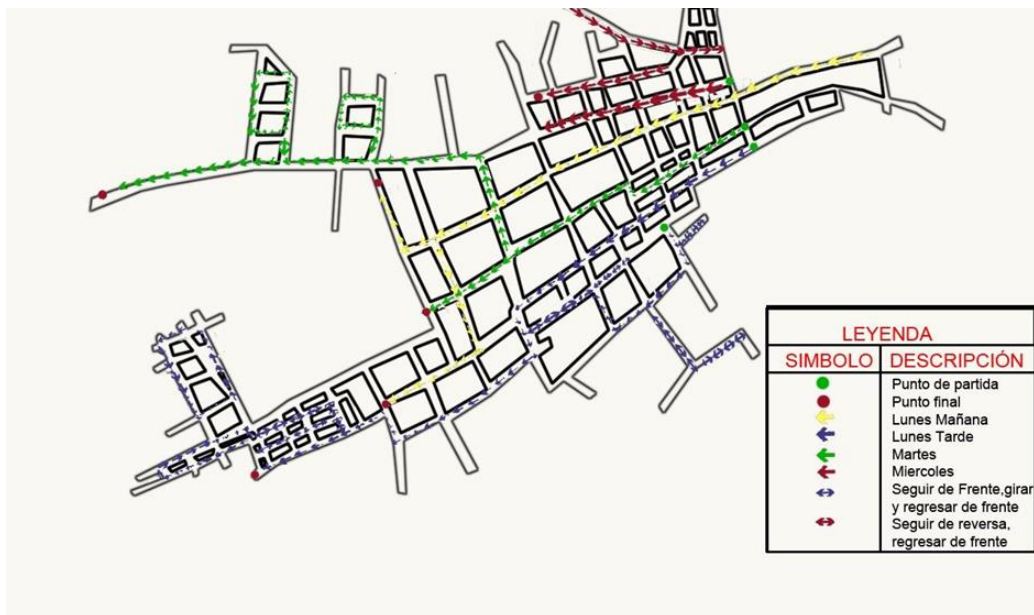 LEYENDA
SIMBOLO DESCRIPCIÓN
Punto de partida
Punto final
Lunes Mañana
Lunes Tarde
Martes
Miercoles
Seguir de Frente,girar
y regresar de frente
Seguir de reversa,
regresar de frente